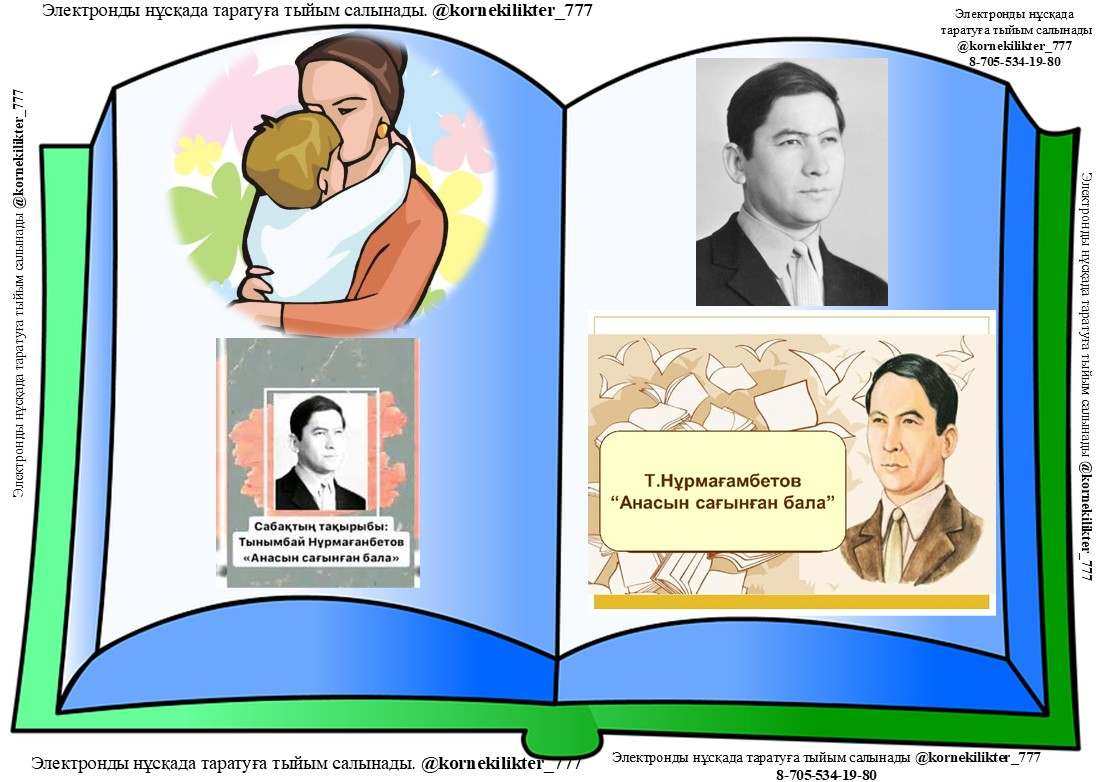 Электронды нұсқада таратуға тыйым салынады. @kornekilikter_777
Электронды нұсқада
таратуға тыйым салынады
@kornekilikter_777
8-705-534-19-80
Электронды нұсқада таратуға тыйым салынады @kornekilikter_777
Сабақтың тақырыбы:
Тынымбай Нұрмағанбетов
«Анасын сағынған бала»
Т.Нұрмағамбетов
“Анасын сағынған бала”
Электронды нұсқада таратуға тыйым салынады @kornekilikter_777
Электронды нұсқада таратуға тыйым салынады. @kornekilikter_777
Электронды нұсқада таратуға тыйым салынады @kornekilikter_777
8-705-534-19-80